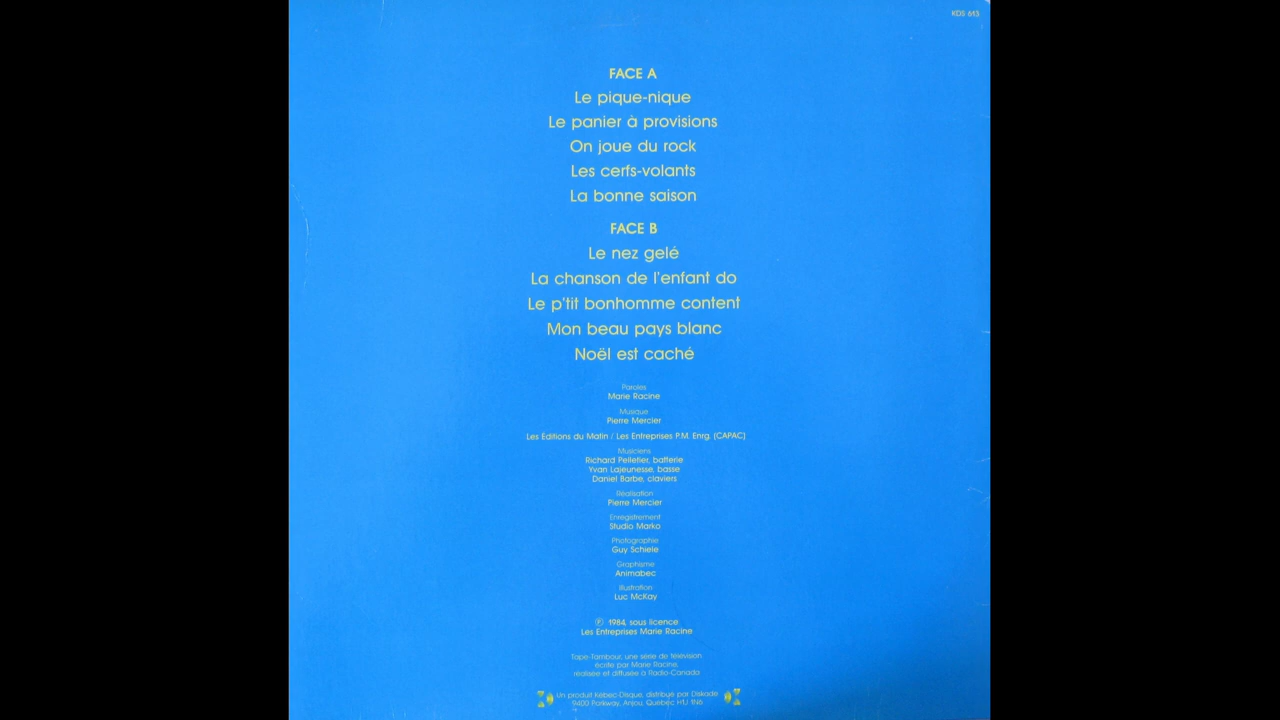 KDS 613
FACE A
Le pique-nique
Le panier à provisions
On joue du rock
Les cerfs-volants
La bonne saison
FACE B
Le nez gelé
La chanson de l'enfant do
Le p'tit bonhomme content
Mon beau pays blanc
Noël est caché
Paroles
Marie Racine
Musique
Pierre Mercier
Les Éditions du Matin / Les Entreprises P.M. Enrg. (CAPAC)
Musiciens
Richard Pelletier, batterie
Yvan Lajeunesse, basse
Daniel Barbe, claviers
Réalisation
Pierre Mercier
Enregistrement
Studio Marko
Photographie
Guy Schiele
Graphisme
Animabec
Illustration
Luc McKay
Ⓟ 1984, sous licence
Les Entreprises Marie Racine
Tape-Tambour, une série de télévision
écrite par Marie Racine,
réalisée et diffusée à Radio-Canada
Un produit Kébec-Disque, distribué par Diskade
9400 Parkway, Anjou, Québec H1J 1N6